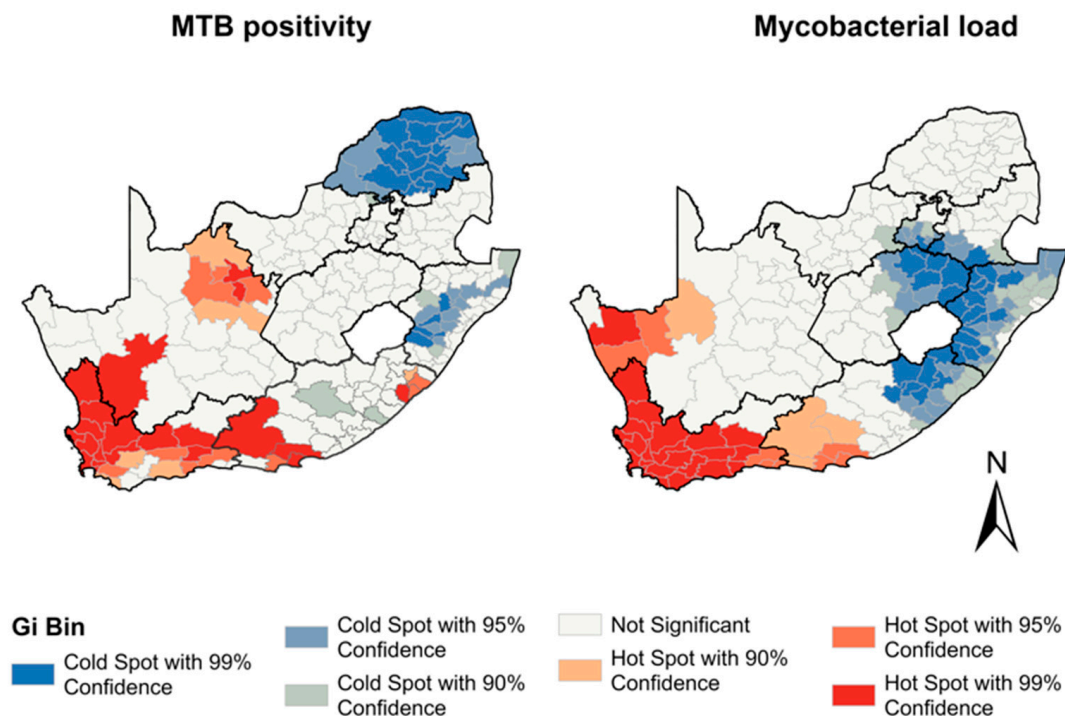 MTB positivity
Mycobacterial load
N
Gi Bin
Cold Spot with 99%
Confidence
Cold Spot with 95%
Confidence
Cold Spot with 90%
Confidence
Not Significant
Hot Spot with 90%
Confidence
Hot Spot with 95%
Confidence
Hot Spot with 99%
Confidence